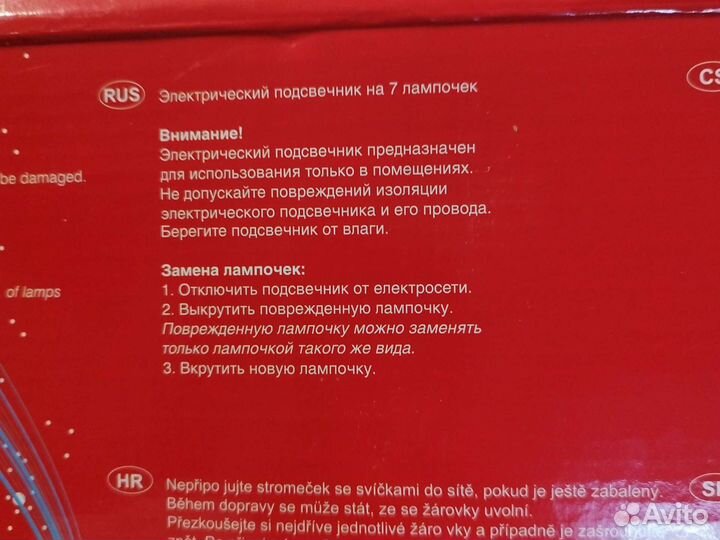 RUS Электрический подсвечник на 7 лампочек
CS
Внимание!
Электрический подсвечник предназначен
для использования только в помещениях.
Не допускайте повреждений изоляции
электрического подсвечника и его провода.
Берегите подсвечник от влаги.
be damaged.
Замена лампочек:
1. Отключить подсвечник от електросети.
2. Выкрутить поврежденную лампочку.
Поврежденную лампочку можно заменять
только лампочкой такого же вида.
3. Вкрутить новую лампочку.
of lamps
HR Nepřipo jujte stromeček se svíčkami do sítě, pokud je ještě zabalený.
Během dopravy se může stát, ze se žárovky uvolní.
Přezkoušejte si nejdříve jednotlivé žáro vky a případně je
Avito